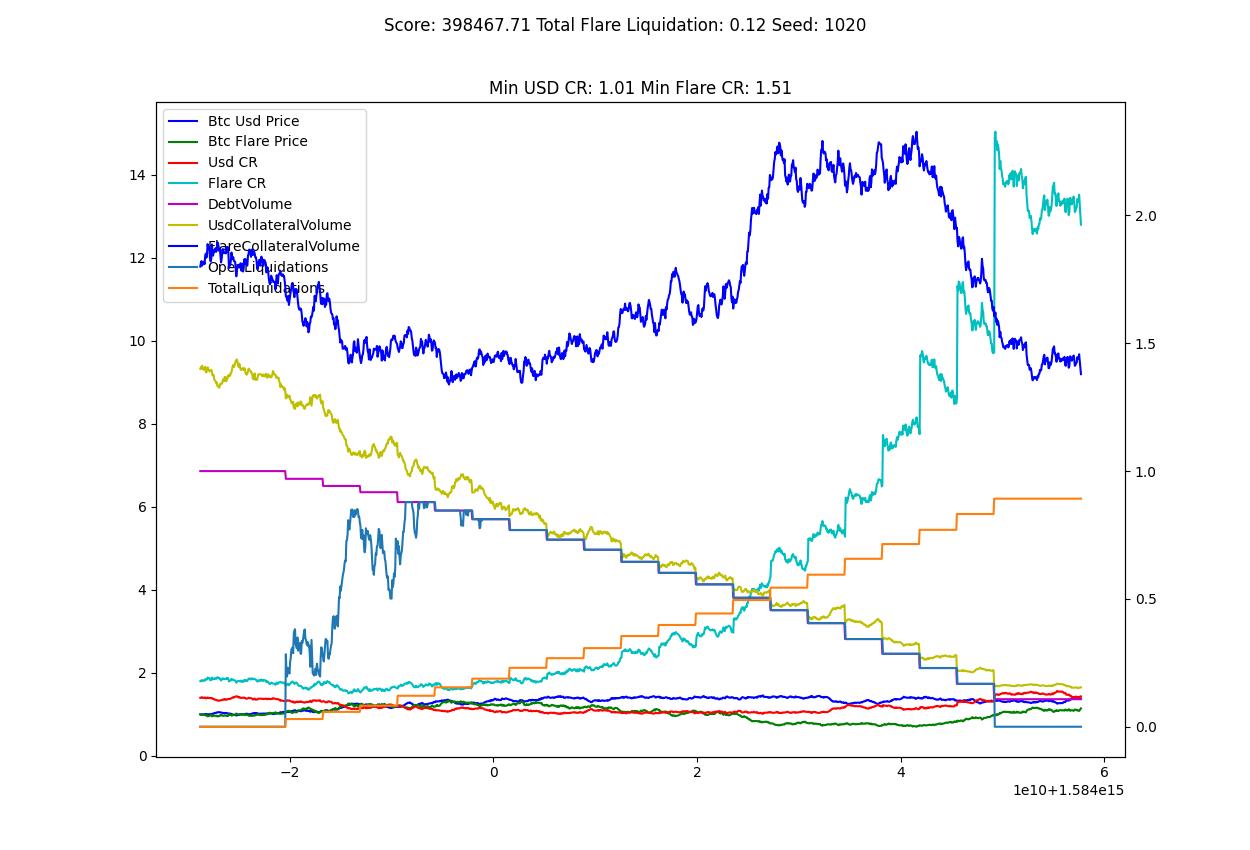 Score: 398467.71 Total Flare Liquidation: 0.12 Seed: 1020
Min USD CR: 1.01 Min Flare CR: 1.51
Btc Usd Price
Btc Flare Price
Usd CR
Flare CR
DebtVolume
UsdCollateralVolume
FlareCollateralVolume
OpenLiquidations
TotalLiquidations
14
12
10
8
6
4
2
0
2.0
1.5
1.0
0.5
0.0
−2
0
2
4
6
1e10+1.584e15